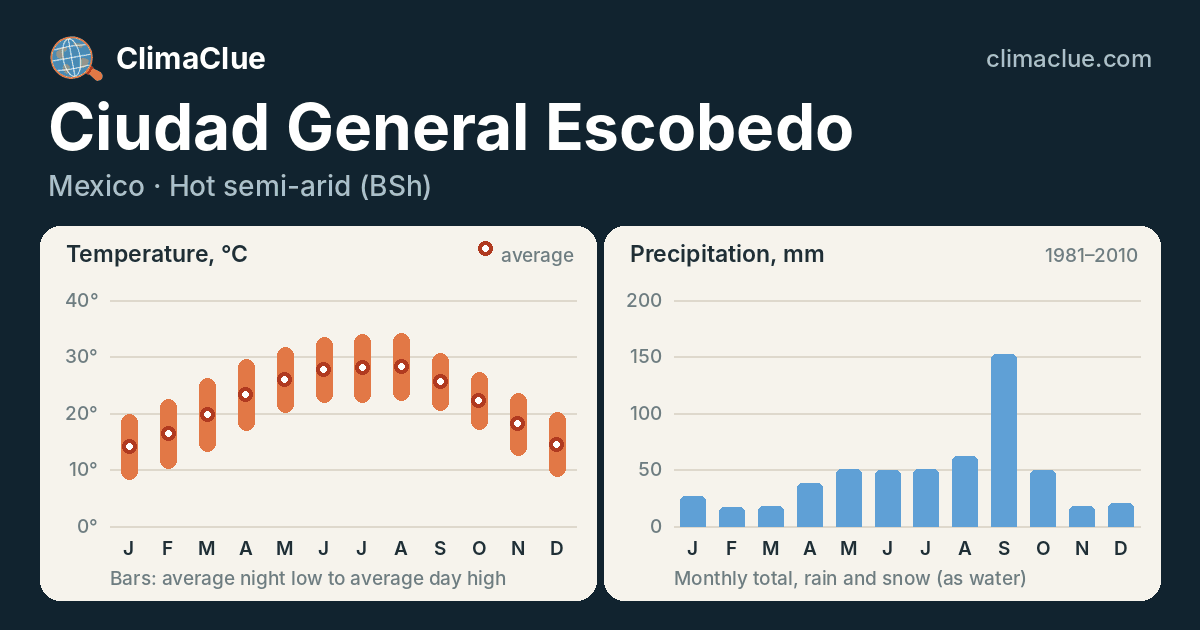 ClimaClue
climaclue.com
Ciudad General Escobedo
Mexico · Hot semi-arid (BSh)
Temperature, °C
average
40°
30°
20°
10°
0°
J F M A M J J A S O N D
Bars: average night low to average day high
Precipitation, mm
1981–2010
200
150
100
50
0
J F M A M J J A S O N D
Monthly total, rain and snow (as water)